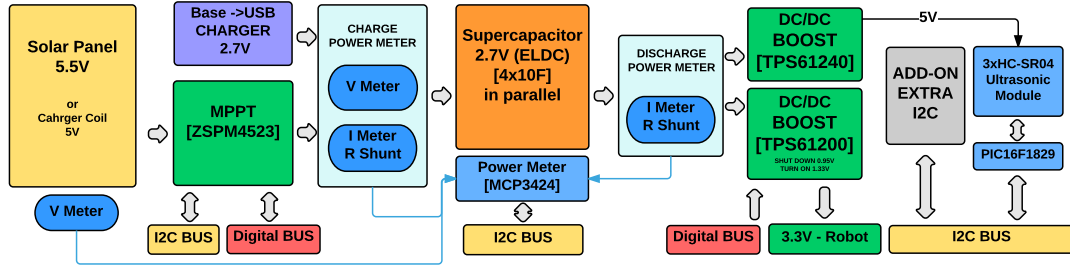 Solar Panel
5.5V
or
Cahrger Coil
5V
V Meter
Base ->USB
CHARGER
2.7V
MPPT
[ZSPM4523]
I2C BUS
Digital BUS
CHARGE
POWER METER
V Meter
I Meter
R Shunt
Supercapacitor
2.7V (ELDC)
[4x10F]
in parallel
Power Meter
[MCP3424]
I2C BUS
DISCHARGE
POWER METER
I Meter
R Shunt
DC/DC
BOOST
[TPS61240]
DC/DC
BOOST
[TPS61200]
SHUT DOWN 0.95V
TURN ON 1.33V
Digital BUS
3.3V - Robot
5V
ADD-ON
EXTRA
I2C
3xHC-SR04
Ultrasonic
Module
PIC16F1829
I2C BUS